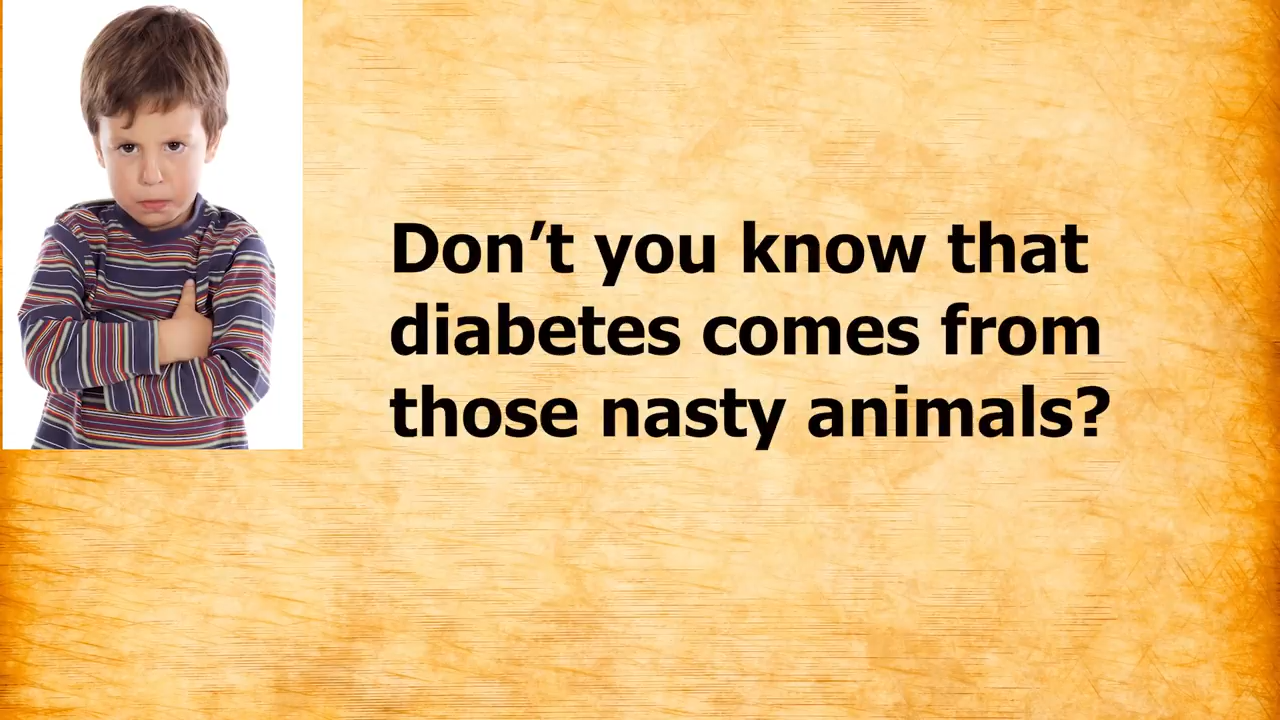 Don’t you know that
diabetes comes from
those nasty animals?